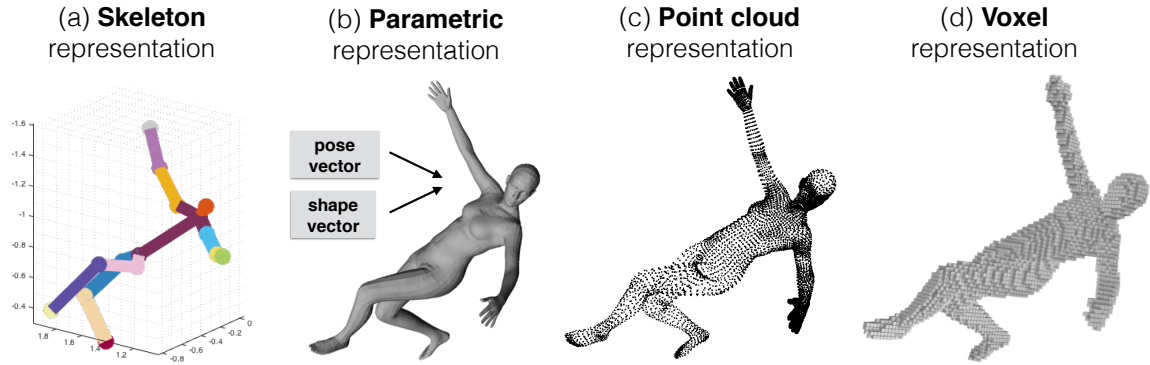 (a) Skeleton
representation
(b) Parametric
representation
(c) Point cloud
representation
(d) Voxel
representation
-1.6
-1.4
-1.2
-1
-0.8
-0.6
-0.4
1.8
1.6
1.4
1.2
-0.8
-0.6
-0.4
-0.2
0
pose
vector
shape
vector